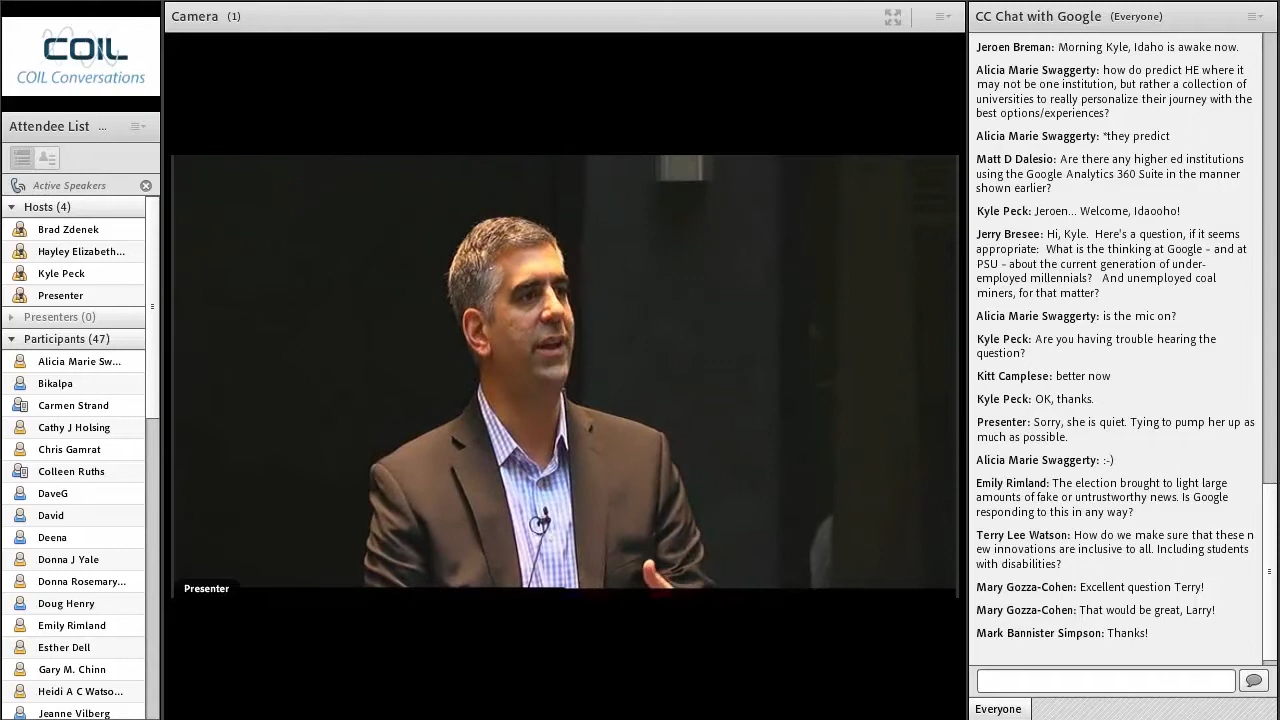 COIL
COIL Conversations
Attendee List ...
Active Speakers
Hosts (4)
Brad Zdenek
Hayley Elizabeth...
Kyle Peck
Presenter
Presenters (0)
Participants (47)
Alicia Marie Sw...
Bikalpa
Carmen Strand
Cathy J Holsing
Chris Gamrat
Colleen Ruths
DaveG
David
Deena
Donna J Yale
Donna Rosemary...
Doug Henry
Emily Rimland
Esther Dell
Gary M. Chinn
Heidi A C Watso...
Jeanne Vilberg
Camera (1)
Presenter
CC Chat with Google (Everyone)
Jeroen Breman: Morning Kyle, Idaho is awake now.
Alicia Marie Swaggerty: how do predict HE where it
may not be one institution, but rather a collection of
universities to really personalize their journey with the
best options/experiences?
Alicia Marie Swaggerty: *they predict
Matt D Dalesio: Are there any higher ed institutions
using the Google Analytics 360 Suite in the manner
shown earlier?
Kyle Peck: Jeroen... Welcome, Idaooho!
Jerry Bresee: Hi, Kyle. Here's a question, if it seems
appropriate: What is the thinking at Google - and at
PSU - about the current generation of under-
employed millennials? And unemployed coal
miners, for that matter?
Alicia Marie Swaggerty: is the mic on?
Kyle Peck: Are you having trouble hearing the
question?
Kitt Camplese: better now
Kyle Peck: OK, thanks.
Presenter: Sorry, she is quiet. Tying to pump her up as
much as possible.
Alicia Marie Swaggerty: :-)
Emily Rimland: The election brought to light large
amounts of fake or untrustworthy news. Is Google
responding to this in any way?
Terry Lee Watson: How do we make sure that these n
ew innovations are inclusive to all. Including students
with disabilities?
Mary Gozza-Cohen: Excellent question Terry!
Mary Gozza-Cohen: That would be great, Larry!
Mark Bannister Simpson: Thanks!
Everyone